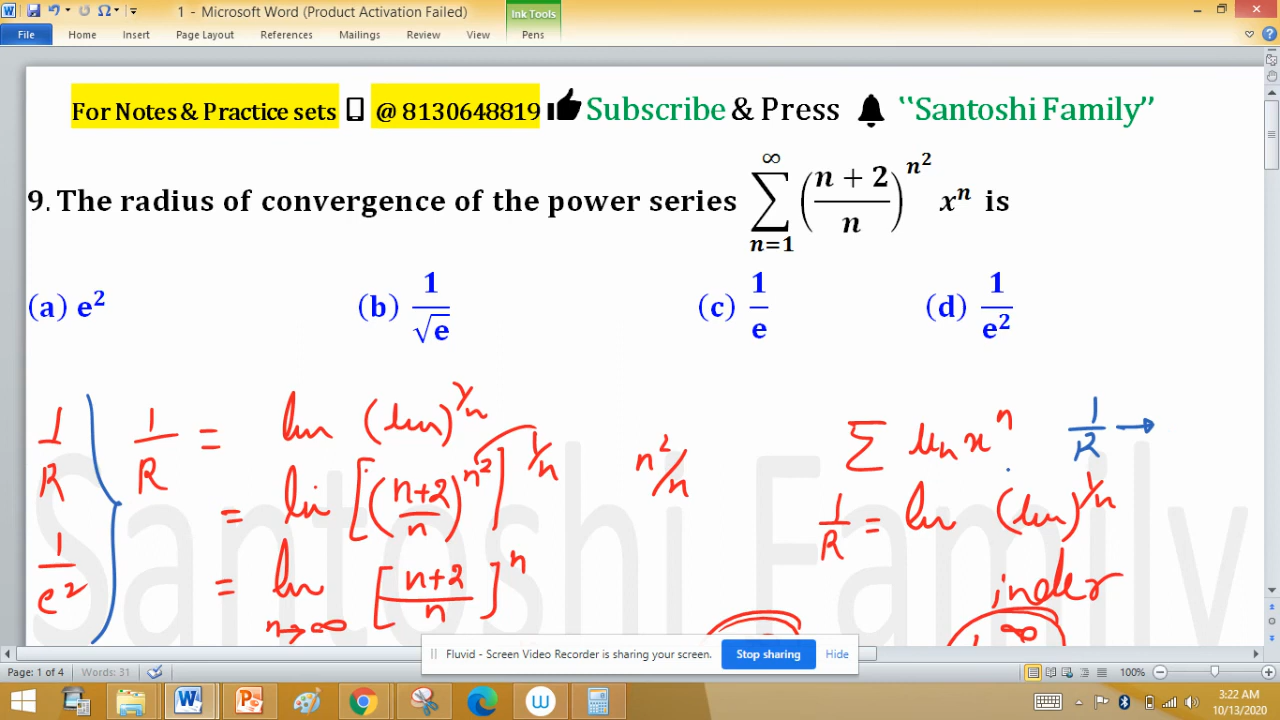 1 - Microsoft Word (Product Activation Failed)
Ink Tools
File Home Insert Page Layout References Mailings Review View Pens
For Notes & Practice sets @ 8130648819 Subscribe & Press "Santoshi Family"
9. The radius of convergence of the power series ∑_{n=1}^{∞} ((n + 2)/n)^{n²} xⁿ is
(a) e² (b) 1/√e (c) 1/e (d) 1/e²
1/R 1/R = lim (un)^{1/n} ∑ un xⁿ 1/R →
= lim [((n+2)/n)^{n²}]^{1/n} n²/n 1/R = lim (un)^{1/n}
1/e² = lim n→∞ [(n+2)/n]ⁿ
∞
Santoshi Family
Fluvid - Screen Video Recorder is sharing your screen. Stop sharing Hide
Page: 1 of 4 Words: 31 100%
3:22 AM
10/13/2020